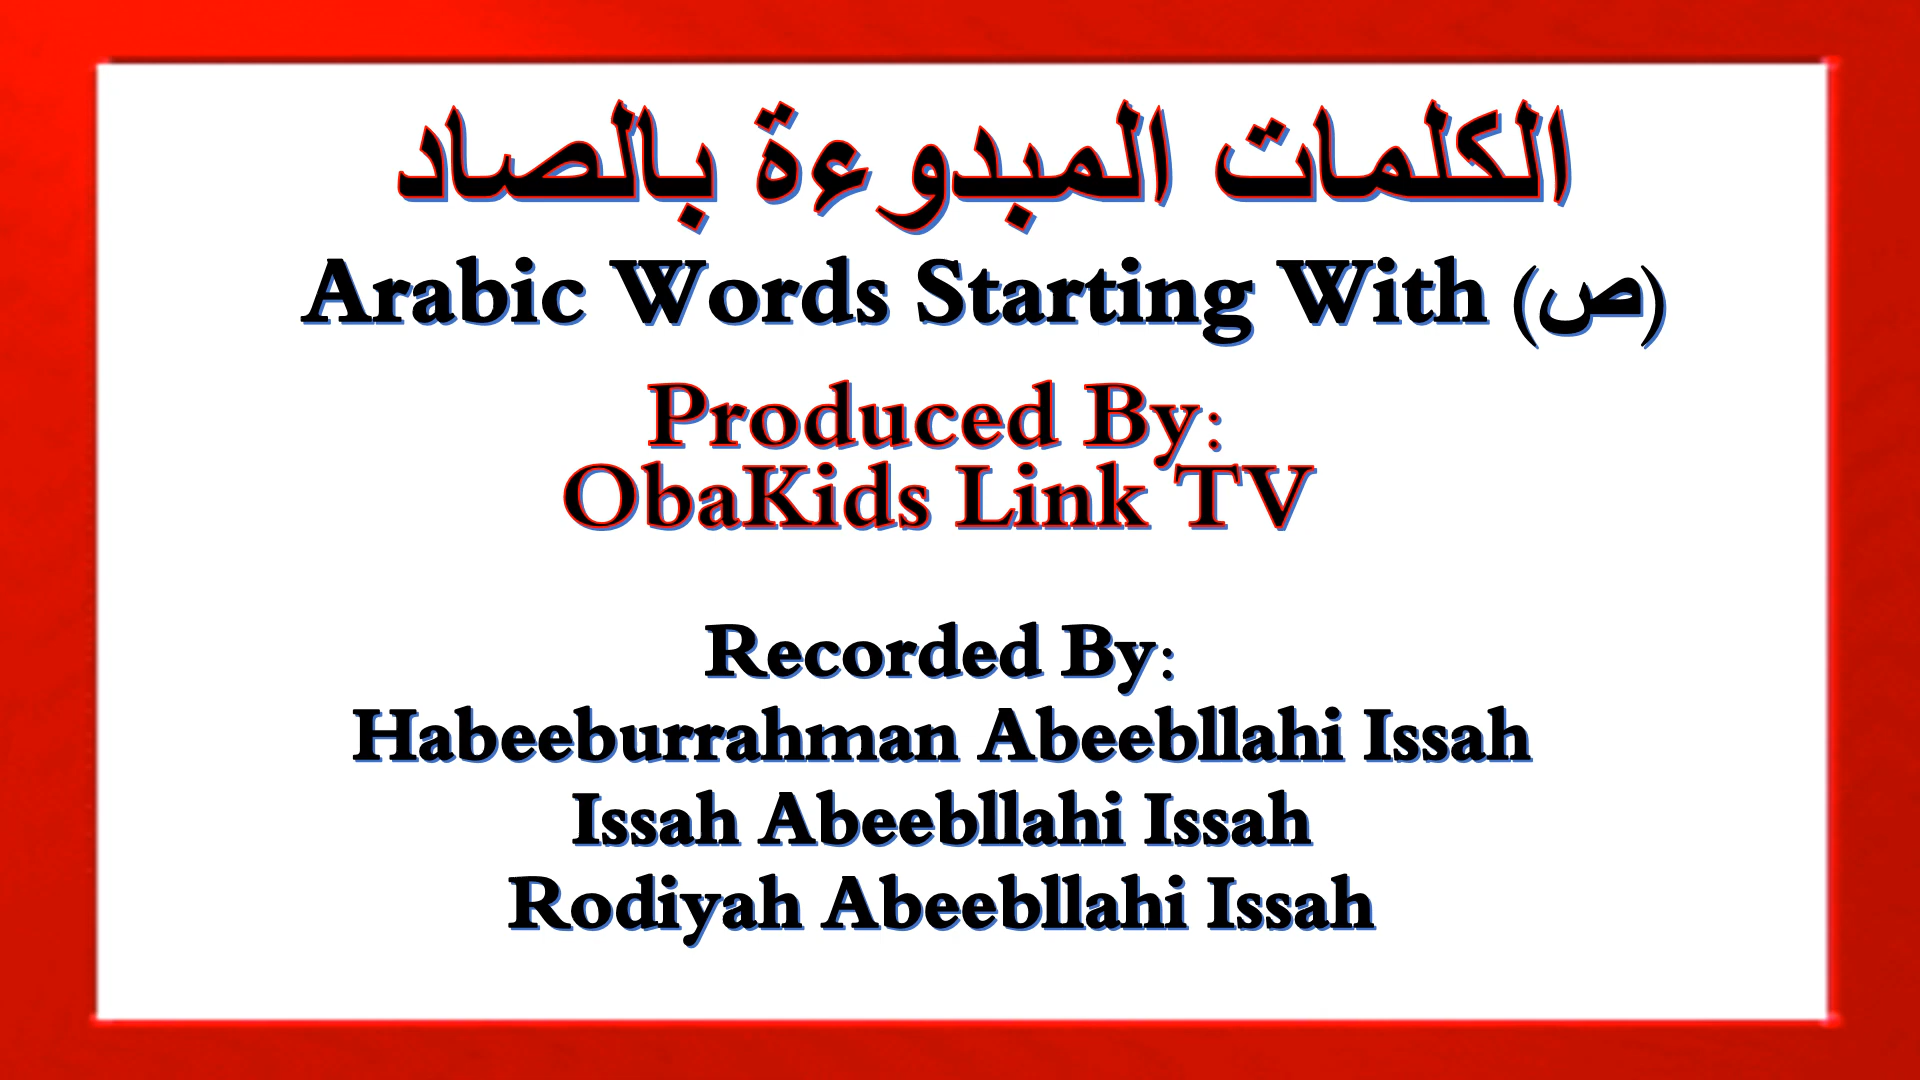 الكلمات المبدوءة بالصاد
Arabic Words Starting With (ص)
Produced By:
ObaKids Link TV
Recorded By:
Habeeburrahman Abeebllahi Issah
Issah Abeebllahi Issah
Rodiyah Abeebllahi Issah